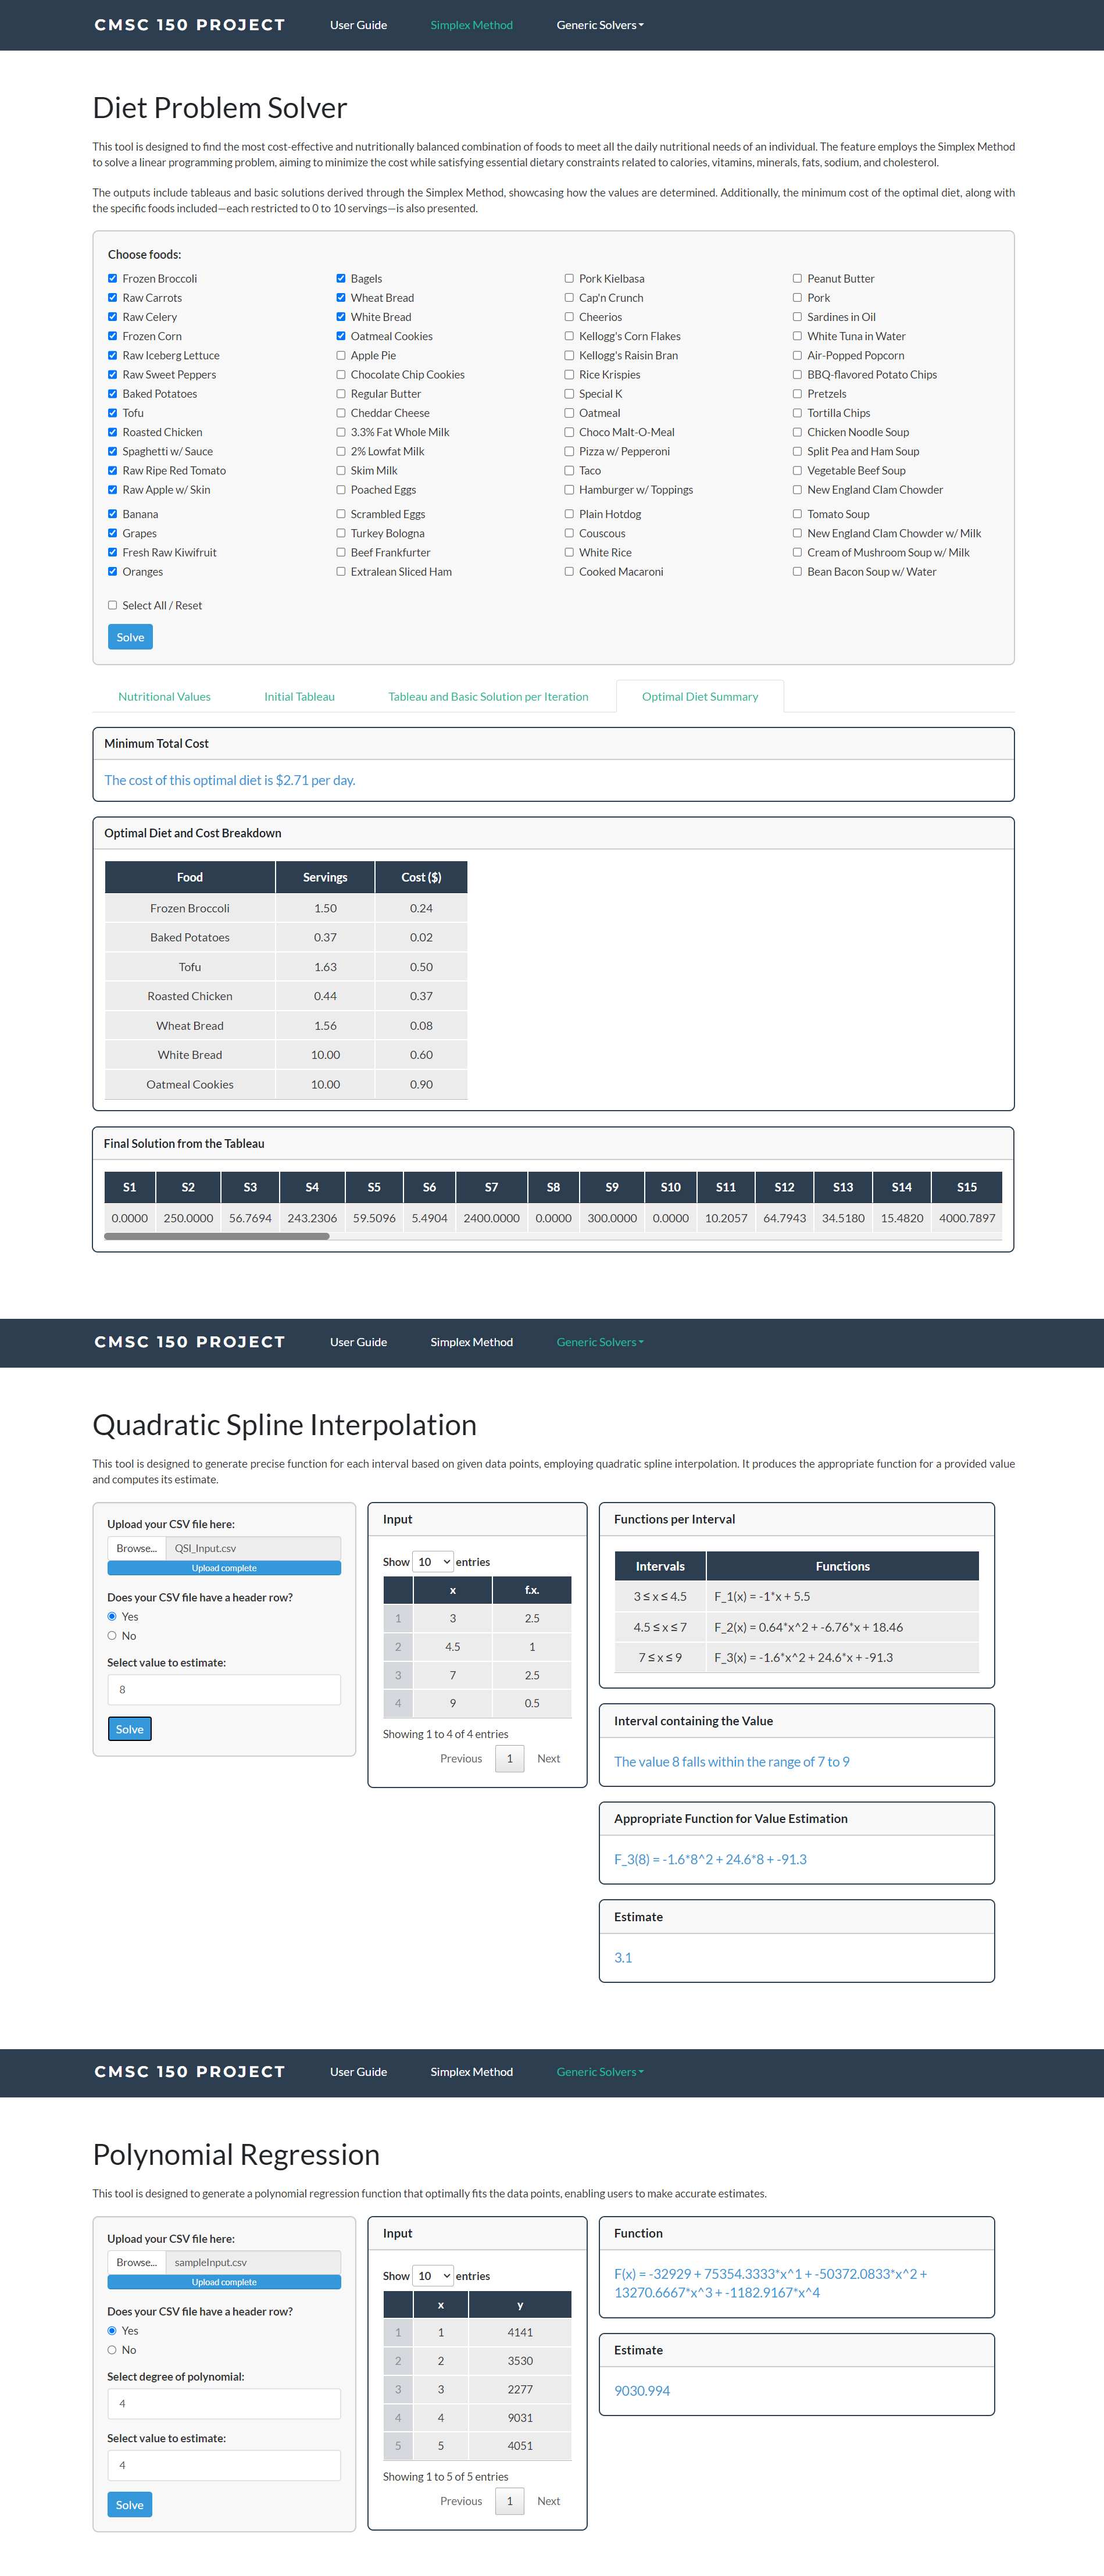 CMSC 150 PROJECT User Guide Simplex Method Generic Solvers
Diet Problem Solver
This tool is designed to find the most cost-effective and nutritionally balanced combination of foods to meet all the daily nutritional needs of an individual. The feature employs the Simplex Method
to solve a linear programming problem, aiming to minimize the cost while satisfying essential dietary constraints related to calories, vitamins, minerals, fats, sodium, and cholesterol.
The outputs include tableaus and basic solutions derived through the Simplex Method, showcasing how the values are determined. Additionally, the minimum cost of the optimal diet, along with
the specific foods included—each restricted to 0 to 10 servings—is also presented.
Choose foods:
Frozen Broccoli Bagels Pork Kielbasa Peanut Butter
Raw Carrots Wheat Bread Cap'n Crunch Pork
Raw Celery White Bread Cheerios Sardines in Oil
Frozen Corn Oatmeal Cookies Kellogg's Corn Flakes White Tuna in Water
Raw Iceberg Lettuce Apple Pie Kellogg's Raisin Bran Air-Popped Popcorn
Raw Sweet Peppers Chocolate Chip Cookies Rice Krispies BBQ-flavored Potato Chips
Baked Potatoes Regular Butter Special K Pretzels
Tofu Cheddar Cheese Oatmeal Tortilla Chips
Roasted Chicken 3.3% Fat Whole Milk Choco Malt-O-Meal Chicken Noodle Soup
Spaghetti w/ Sauce 2% Lowfat Milk Pizza w/ Pepperoni Split Pea and Ham Soup
Raw Ripe Red Tomato Skim Milk Taco Vegetable Beef Soup
Raw Apple w/ Skin Poached Eggs Hamburger w/ Toppings New England Clam Chowder
Banana Scrambled Eggs Plain Hotdog Tomato Soup
Grapes Turkey Bologna Couscous New England Clam Chowder w/ Milk
Fresh Raw Kiwifruit Beef Frankfurter White Rice Cream of Mushroom Soup w/ Milk
Oranges Extralean Sliced Ham Cooked Macaroni Bean Bacon Soup w/ Water
Select All / Reset
Solve
Nutritional Values Initial Tableau Tableau and Basic Solution per Iteration Optimal Diet Summary
Minimum Total Cost
The cost of this optimal diet is $2.71 per day.
Optimal Diet and Cost Breakdown
Food Servings Cost ($)
Frozen Broccoli 1.50 0.24
Baked Potatoes 0.37 0.02
Tofu 1.63 0.50
Roasted Chicken 0.44 0.37
Wheat Bread 1.56 0.08
White Bread 10.00 0.60
Oatmeal Cookies 10.00 0.90
Final Solution from the Tableau
S1 S2 S3 S4 S5 S6 S7 S8 S9 S10 S11 S12 S13 S14 S15
0.0000 250.0000 56.7694 243.2306 59.5096 5.4904 2400.0000 0.0000 300.0000 0.0000 10.2057 64.7943 34.5180 15.4820 4000.7897
CMSC 150 PROJECT User Guide Simplex Method Generic Solvers
Quadratic Spline Interpolation
This tool is designed to generate precise function for each interval based on given data points, employing quadratic spline interpolation. It produces the appropriate function for a provided value
and computes its estimate.
Upload your CSV file here:
Browse... QSI_Input.csv
Upload complete
Does your CSV file have a header row?
Yes
No
Select value to estimate:
8
Solve
Input
Show 10 entries
x f.x.
1 3 2.5
2 4.5 1
3 7 2.5
4 9 0.5
Showing 1 to 4 of 4 entries
Previous 1 Next
Functions per Interval
Intervals Functions
3 ≤ x ≤ 4.5 F_1(x) = -1*x + 5.5
4.5 ≤ x ≤ 7 F_2(x) = 0.64*x^2 + -6.76*x + 18.46
7 ≤ x ≤ 9 F_3(x) = -1.6*x^2 + 24.6*x + -91.3
Interval containing the Value
The value 8 falls within the range of 7 to 9
Appropriate Function for Value Estimation
F_3(8) = -1.6*8^2 + 24.6*8 + -91.3
Estimate
3.1
CMSC 150 PROJECT User Guide Simplex Method Generic Solvers
Polynomial Regression
This tool is designed to generate a polynomial regression function that optimally fits the data points, enabling users to make accurate estimates.
Upload your CSV file here:
Browse... sampleInput.csv
Upload complete
Does your CSV file have a header row?
Yes
No
Select degree of polynomial:
4
Select value to estimate:
4
Solve
Input
Show 10 entries
x y
1 1 4141
2 2 3530
3 3 2277
4 4 9031
5 5 4051
Showing 1 to 5 of 5 entries
Previous 1 Next
Function
F(x) = -32929 + 75354.3333*x^1 + -50372.0833*x^2 +
13270.6667*x^3 + -1182.9167*x^4
Estimate
9030.994